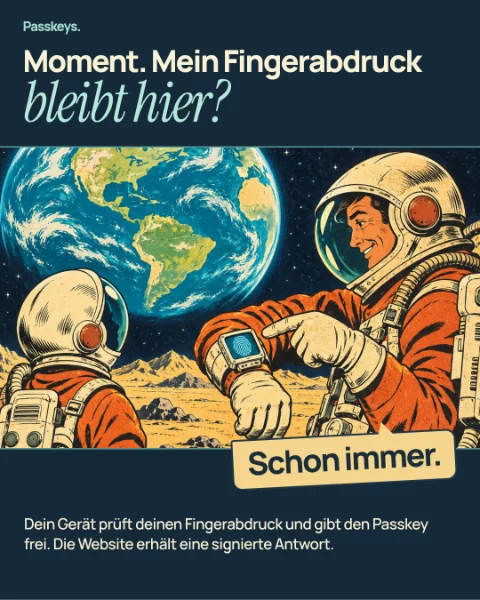 Passkeys.
Moment. Mein Fingerabdruck
bleibt hier?
Schon immer.
Dein Gerät prüft deinen Fingerabdruck und gibt den Passkey
frei. Die Website erhält eine signierte Antwort.